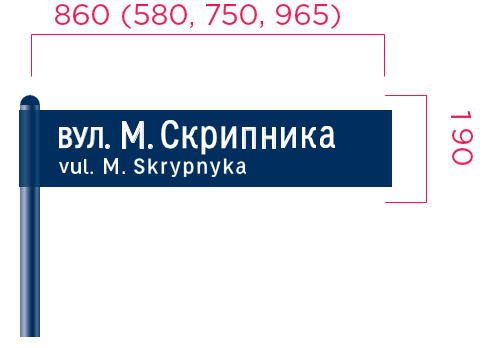 860 (580, 750, 965)
вул. М. Скрипника
vul. M. Skrypnyka
190